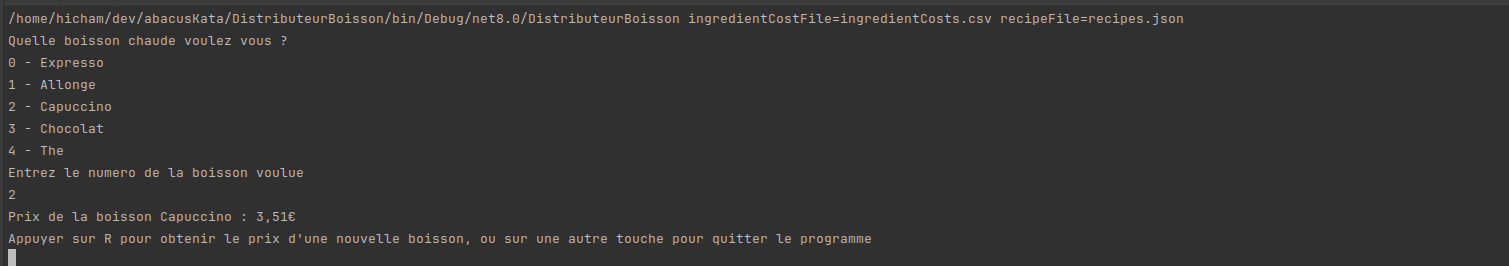 /home/hicham/dev/abacusKata/DistributeurBoisson/bin/Debug/net8.0/DistributeurBoisson ingredientCostFile=ingredientCosts.csv recipeFile=recipes.json
Quelle boisson chaude voulez vous ?
0 - Expresso
1 - Allonge
2 - Capuccino
3 - Chocolat
4 - The
Entrez le numero de la boisson voulue
2
Prix de la boisson Capuccino : 3,51€
Appuyer sur R pour obtenir le prix d'une nouvelle boisson, ou sur une autre touche pour quitter le programme